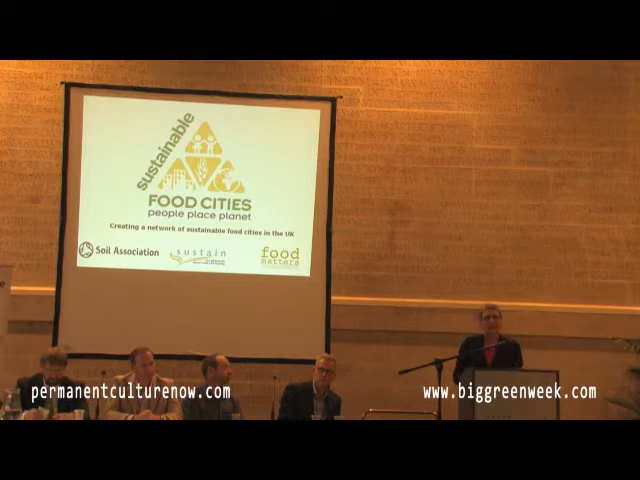 sustainable
FOOD CITIES
people place planet
Creating a network of sustainable food cities in the UK
Soil Association
sustain
food
matters
permanentculturenow.com
www.biggreenweek.com